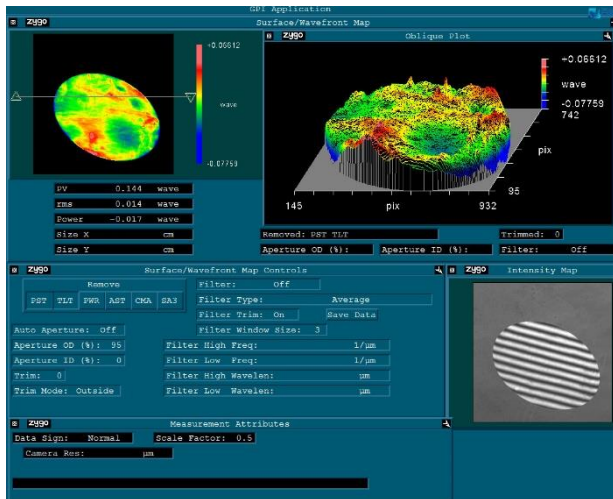 GPI Application
zygo Surface/Wavefront Map
+0.06612
wave
-0.07759
PV 0.144 wave
rms 0.014 wave
Power -0.017 wave
Size X cm
Size Y cm
zygo Oblique Plot
+0.06612
wave
-0.07759
742
pix
95
145 pix 932
Removed: PST TLT Trimmed: 0
Aperture OD (%): Aperture ID (%): Filter: Off
zygo Surface/Wavefront Map Controls
Remove
PST TLT PWR AST CMA SA3
Filter: Off
Filter Type: Average
Filter Trim: On Save Data
Auto Aperture: Off Filter Window Size: 3
Aperture OD (%): 95 Filter High Freq: 1/µm
Aperture ID (%): 0 Filter Low Freq: 1/µm
Trim: 0 Filter High Wavelen: µm
Trim Mode: Outside Filter Low Wavelen: µm
zygo Intensity Map
zygo Measurement Attributes
Data Sign: Normal Scale Factor: 0.5
Camera Res: µm